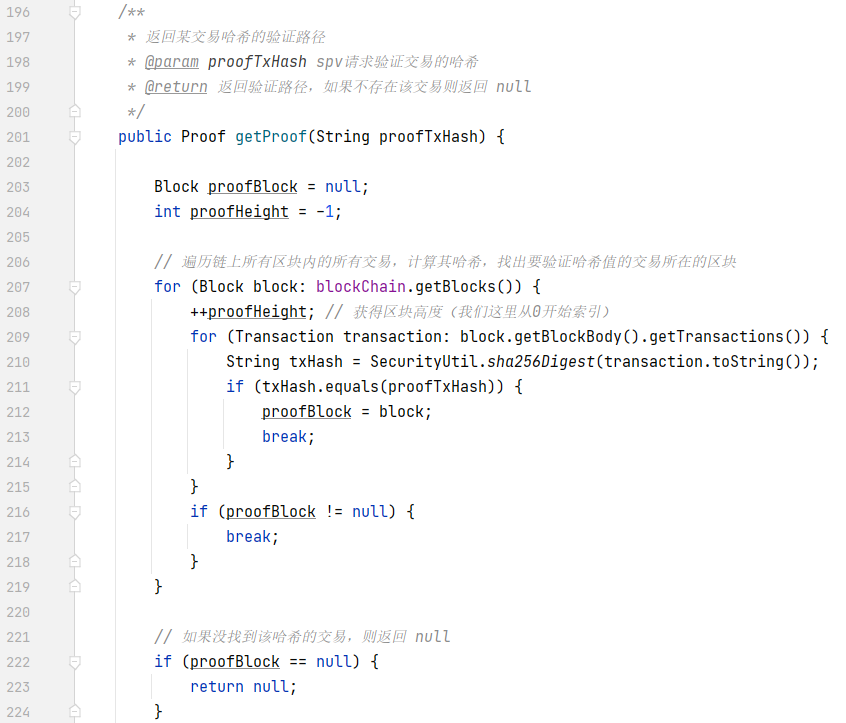 196 /**
197 * 返回某交易哈希的验证路径
198 * @param proofTxHash spv请求验证交易的哈希
199 * @return 返回验证路径，如果不存在该交易则返回 null
200 */
201 public Proof getProof(String proofTxHash) {
202
203 Block proofBlock = null;
204 int proofHeight = -1;
205
206 // 遍历链上所有区块内的所有交易，计算其哈希，找出要验证哈希值的交易所在的区块
207 for (Block block: blockChain.getBlocks()) {
208 ++proofHeight; // 获得区块高度（我们这里从0开始索引）
209 for (Transaction transaction: block.getBlockBody().getTransactions()) {
210 String txHash = SecurityUtil.sha256Digest(transaction.toString());
211 if (txHash.equals(proofTxHash)) {
212 proofBlock = block;
213 break;
214 }
215 }
216 if (proofBlock != null) {
217 break;
218 }
219 }
220
221 // 如果没找到该哈希的交易，则返回 null
222 if (proofBlock == null) {
223 return null;
224 }